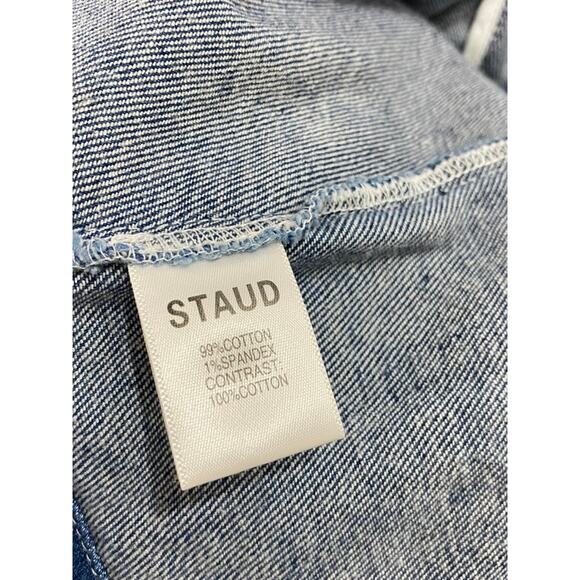 STAUD
99%COTTON
1%SPANDEX
CONTRAST:
100%COTTON